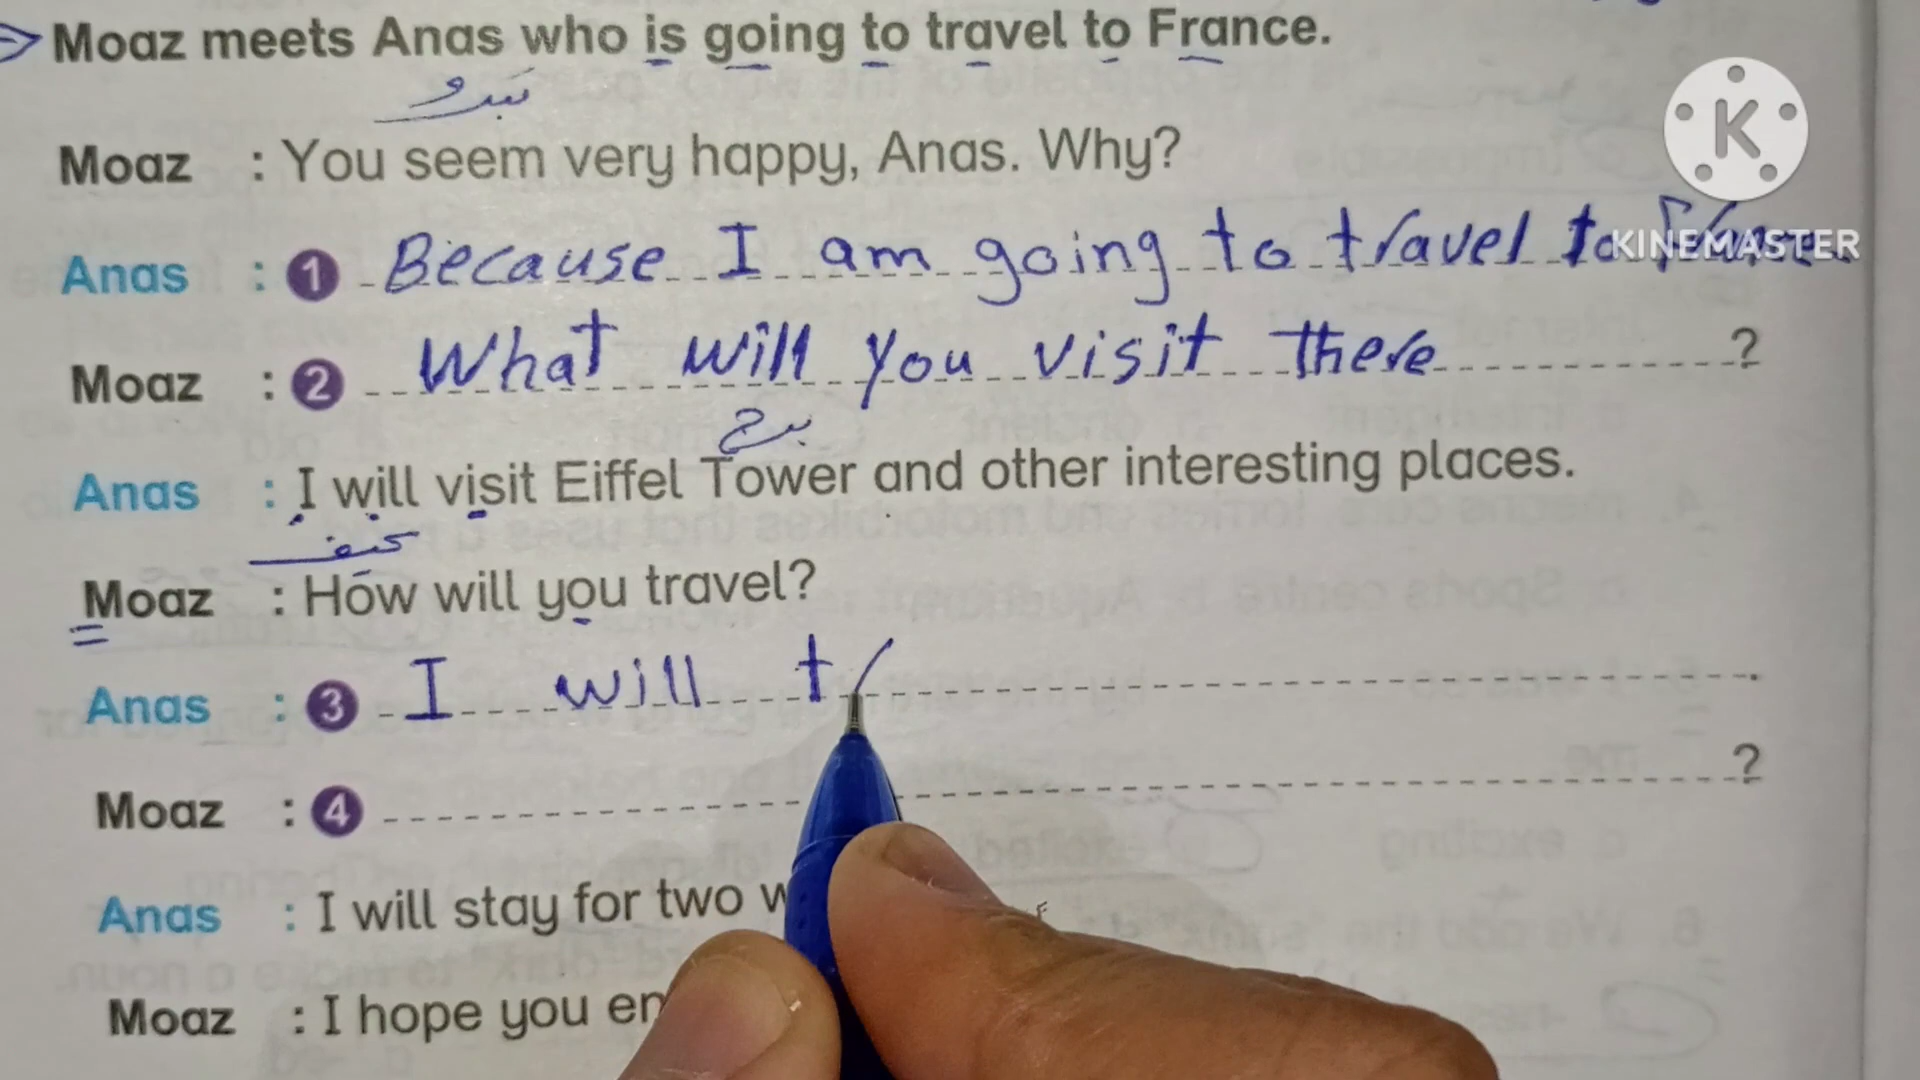 Moaz meets Anas who is going to travel to France.
تبدو
Moaz : You seem very happy, Anas. Why?
K
KINEMASTER
Anas : 1 Because I am going to travel to France
Moaz : 2 What will you visit there ?
برج
Anas : I will visit Eiffel Tower and other interesting places.
كيف
Moaz : How will you travel?
Anas : 3 I will tr .
Moaz : 4 ?
Anas : I will stay for two w
Moaz : I hope you en